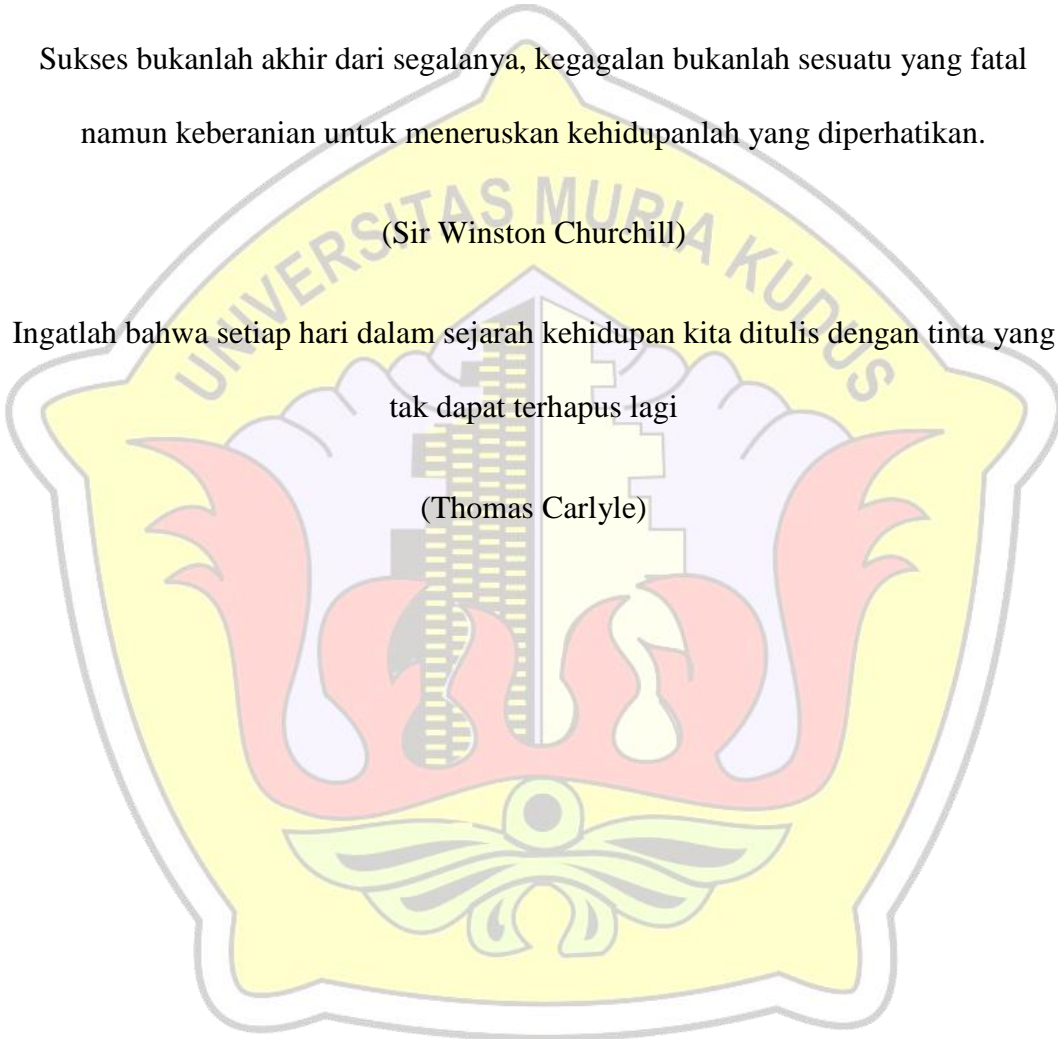 Sukses bukanlah akhir dari segalanya, kegagalan bukanlah sesuatu yang fatal
namun keberanian untuk meneruskan kehidupanlah yang diperhatikan.
UNIVERSITAS MURIA KUDUS
(Sir Winston Churchill)
Ingatlah bahwa setiap hari dalam sejarah kehidupan kita ditulis dengan tinta yang
tak dapat terhapus lagi
(Thomas Carlyle)